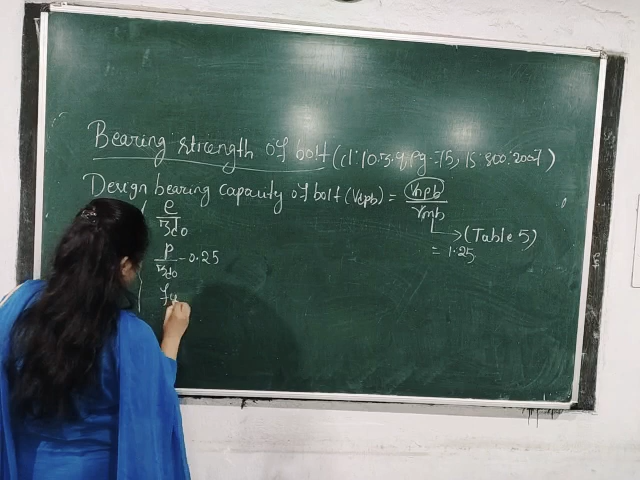 Bearing strength of bolt (cl:10.3.4 Pg-75, IS:800:2007)
Design bearing capacity of bolt (Vdpb) = Vnpb/γmb
(Table 5)
= 1.25
e/3d0
p/3d0 - 0.25
fu